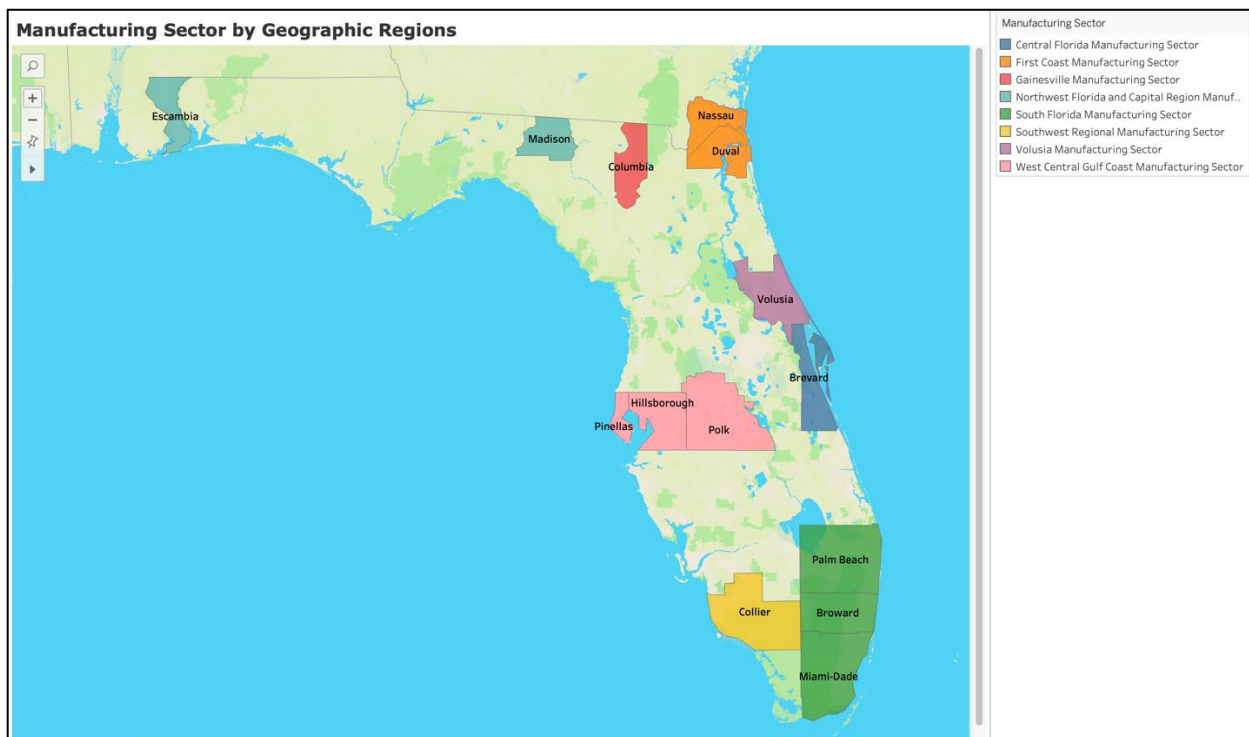 Manufacturing Sector by Geographic Regions
Manufacturing Sector
Central Florida Manufacturing Sector
First Coast Manufacturing Sector
Gainesville Manufacturing Sector
Northwest Florida and Capital Region Manuf..
South Florida Manufacturing Sector
Southwest Regional Manufacturing Sector
Volusia Manufacturing Sector
West Central Gulf Coast Manufacturing Sector
Escambia
Madison
Columbia
Nassau
Duval
Volusia
Brevard
Hillsborough
Pinellas
Polk
Palm Beach
Collier
Broward
Miami-Dade